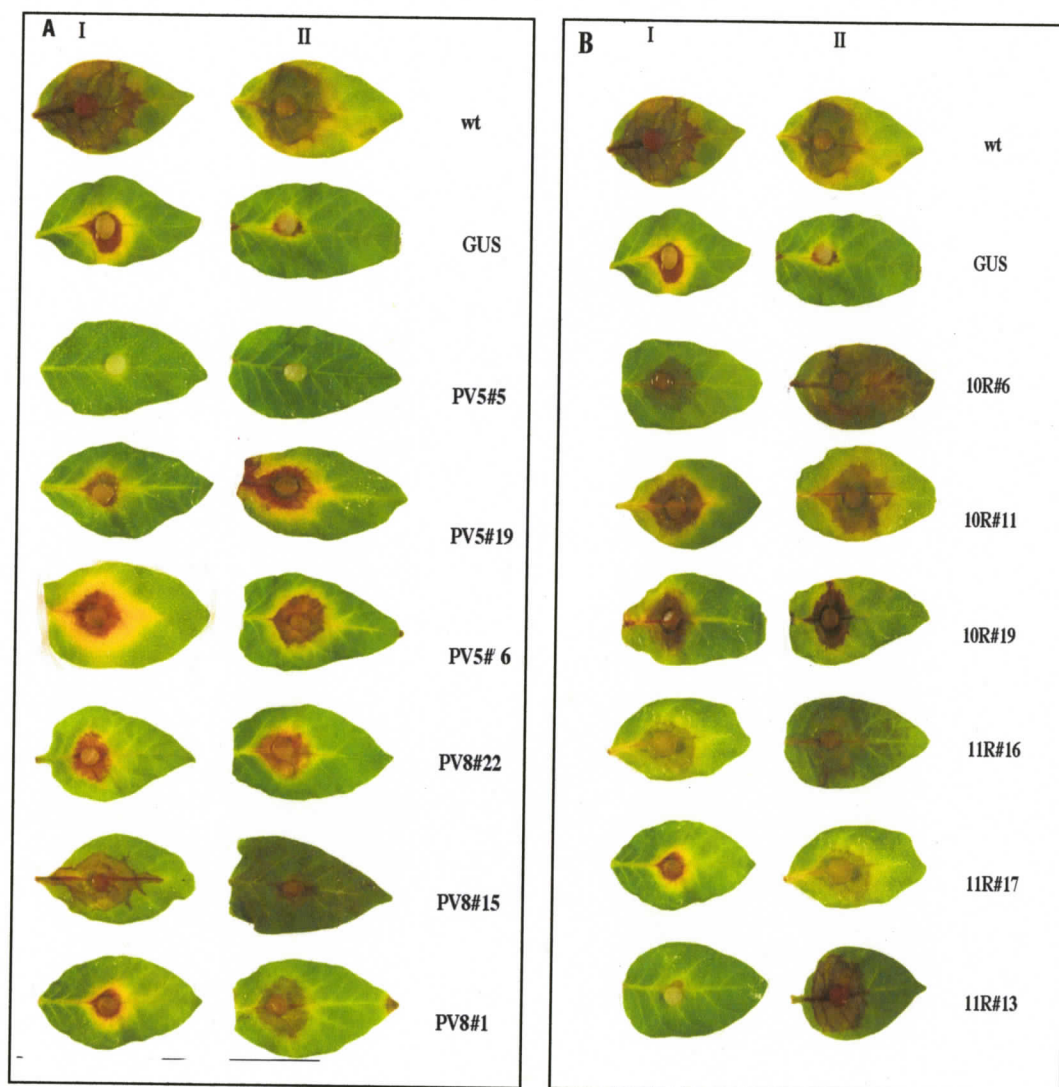 A I II
wt
GUS
PV5#5
PV5#19
PV5# 6
PV8#22
PV8#15
PV8#1
B I II
wt
GUS
10R#6
10R#11
10R#19
11R#16
11R#17
11R#13